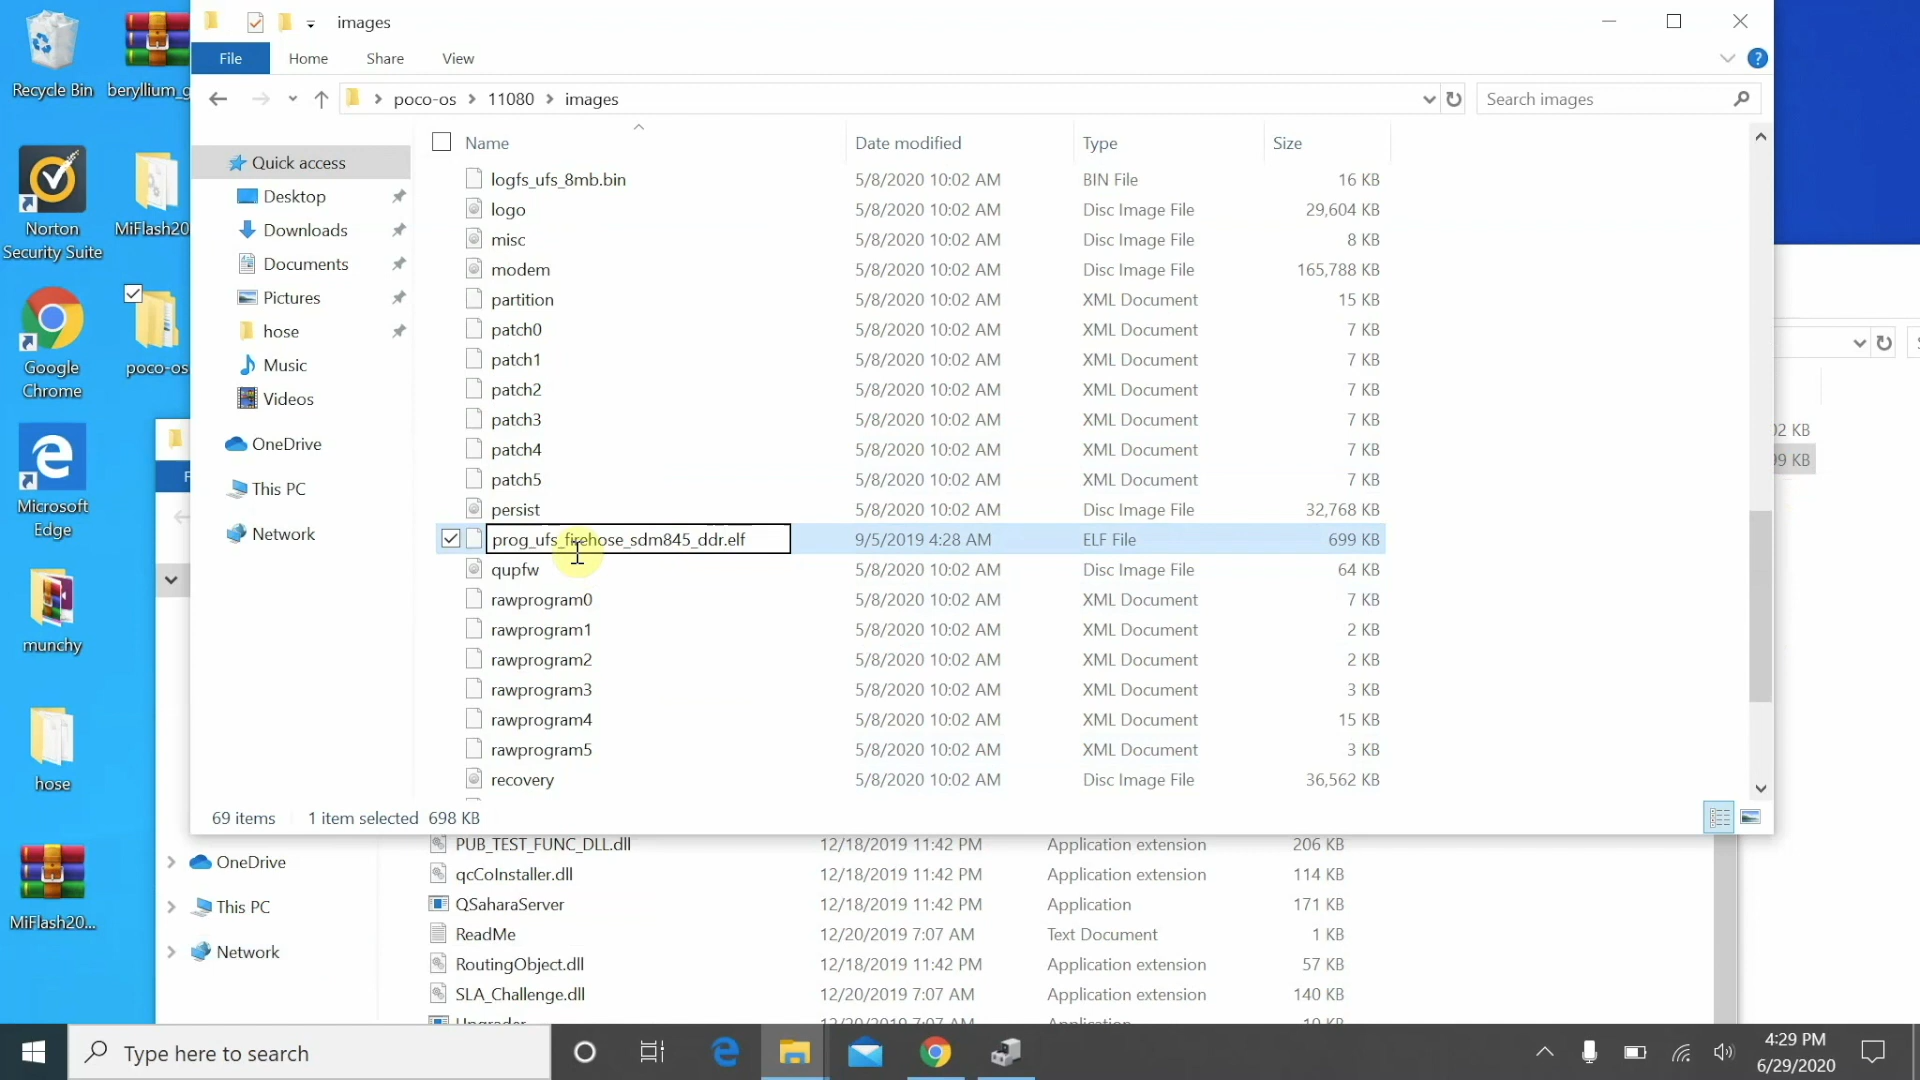 images
File
Home
Share
View
poco-os
11080
images
Search images
Recycle Bin
beryllium_g
Norton
Security Suite
MiFlash20
Google
Chrome
poco-os
Microsoft
Edge
munchy
hose
MiFlash20...
Quick access
Desktop
Downloads
Documents
Pictures
hose
Music
Videos
OneDrive
This PC
Network
Name Date modified Type Size
logfs_ufs_8mb.bin 5/8/2020 10:02 AM BIN File 16 KB
logo 5/8/2020 10:02 AM Disc Image File 29,604 KB
misc 5/8/2020 10:02 AM Disc Image File 8 KB
modem 5/8/2020 10:02 AM Disc Image File 165,788 KB
partition 5/8/2020 10:02 AM XML Document 15 KB
patch0 5/8/2020 10:02 AM XML Document 7 KB
patch1 5/8/2020 10:02 AM XML Document 7 KB
patch2 5/8/2020 10:02 AM XML Document 7 KB
patch3 5/8/2020 10:02 AM XML Document 7 KB
patch4 5/8/2020 10:02 AM XML Document 7 KB
patch5 5/8/2020 10:02 AM XML Document 7 KB
persist 5/8/2020 10:02 AM Disc Image File 32,768 KB
prog_ufs_firehose_sdm845_ddr.elf 9/5/2019 4:28 AM ELF File 699 KB
qupfw 5/8/2020 10:02 AM Disc Image File 64 KB
rawprogram0 5/8/2020 10:02 AM XML Document 7 KB
rawprogram1 5/8/2020 10:02 AM XML Document 2 KB
rawprogram2 5/8/2020 10:02 AM XML Document 2 KB
rawprogram3 5/8/2020 10:02 AM XML Document 3 KB
rawprogram4 5/8/2020 10:02 AM XML Document 15 KB
rawprogram5 5/8/2020 10:02 AM XML Document 3 KB
recovery 5/8/2020 10:02 AM Disc Image File 36,562 KB
69 items 1 item selected 698 KB
OneDrive
This PC
Network
PUB_TEST_FUNC_DLL.dll 12/18/2019 11:42 PM Application extension 206 KB
qcCoInstaller.dll 12/18/2019 11:42 PM Application extension 114 KB
QSaharaServer 12/18/2019 11:42 PM Application 171 KB
ReadMe 12/20/2019 7:07 AM Text Document 1 KB
RoutingObject.dll 12/18/2019 11:42 PM Application extension 57 KB
SLA_Challenge.dll 12/20/2019 7:07 AM Application extension 140 KB
Upgrader 12/20/2019 7:07 AM Application 10 KB
Type here to search
4:29 PM
6/29/2020